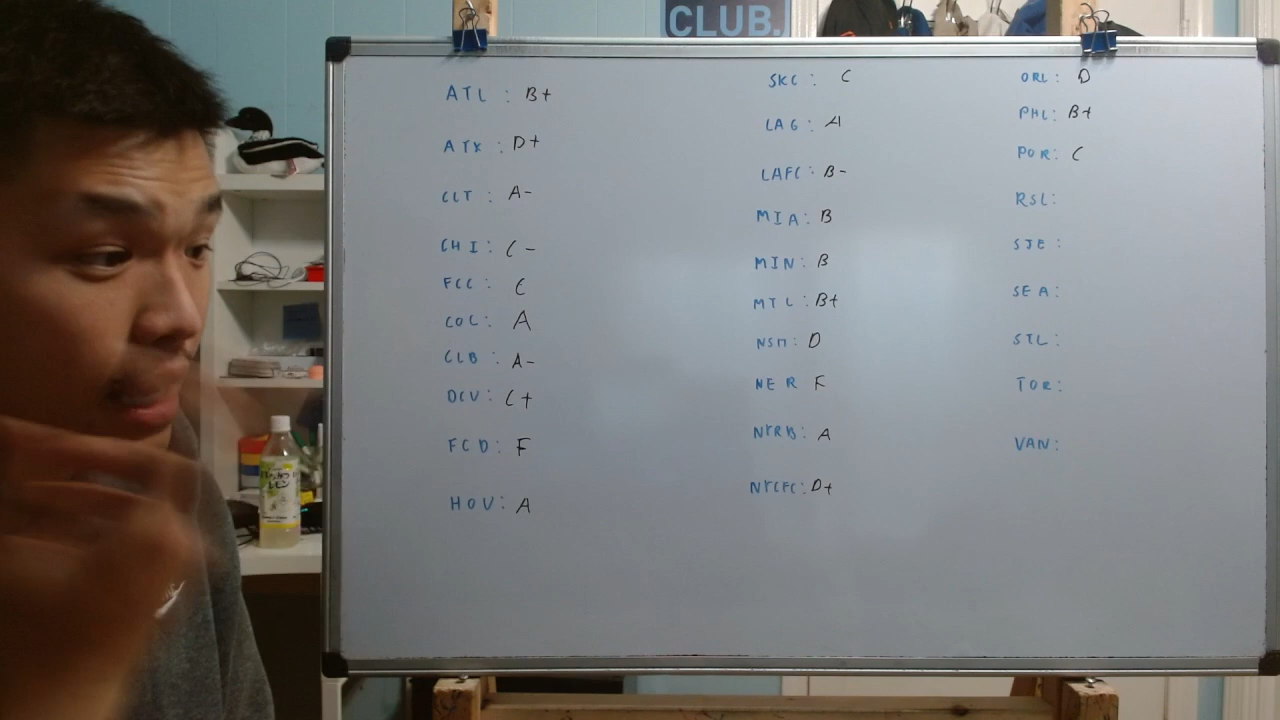 CLUB.
ATL: B+
ATX: D+
CLT: A-
CHI: C-
FCC: C
COL: A
CLB: A-
DCU: C+
FCD: F
HOU: A
SKC: C
LAG: A
LAFC: B-
MIA: B
MIN: B
MTL: B+
NSH: D
NER F
NYRB: A
NYCFC: D+
ORL: D
PHL: B+
POR: C
RSL:
SJE:
SEA:
STL:
TOR:
VAN: